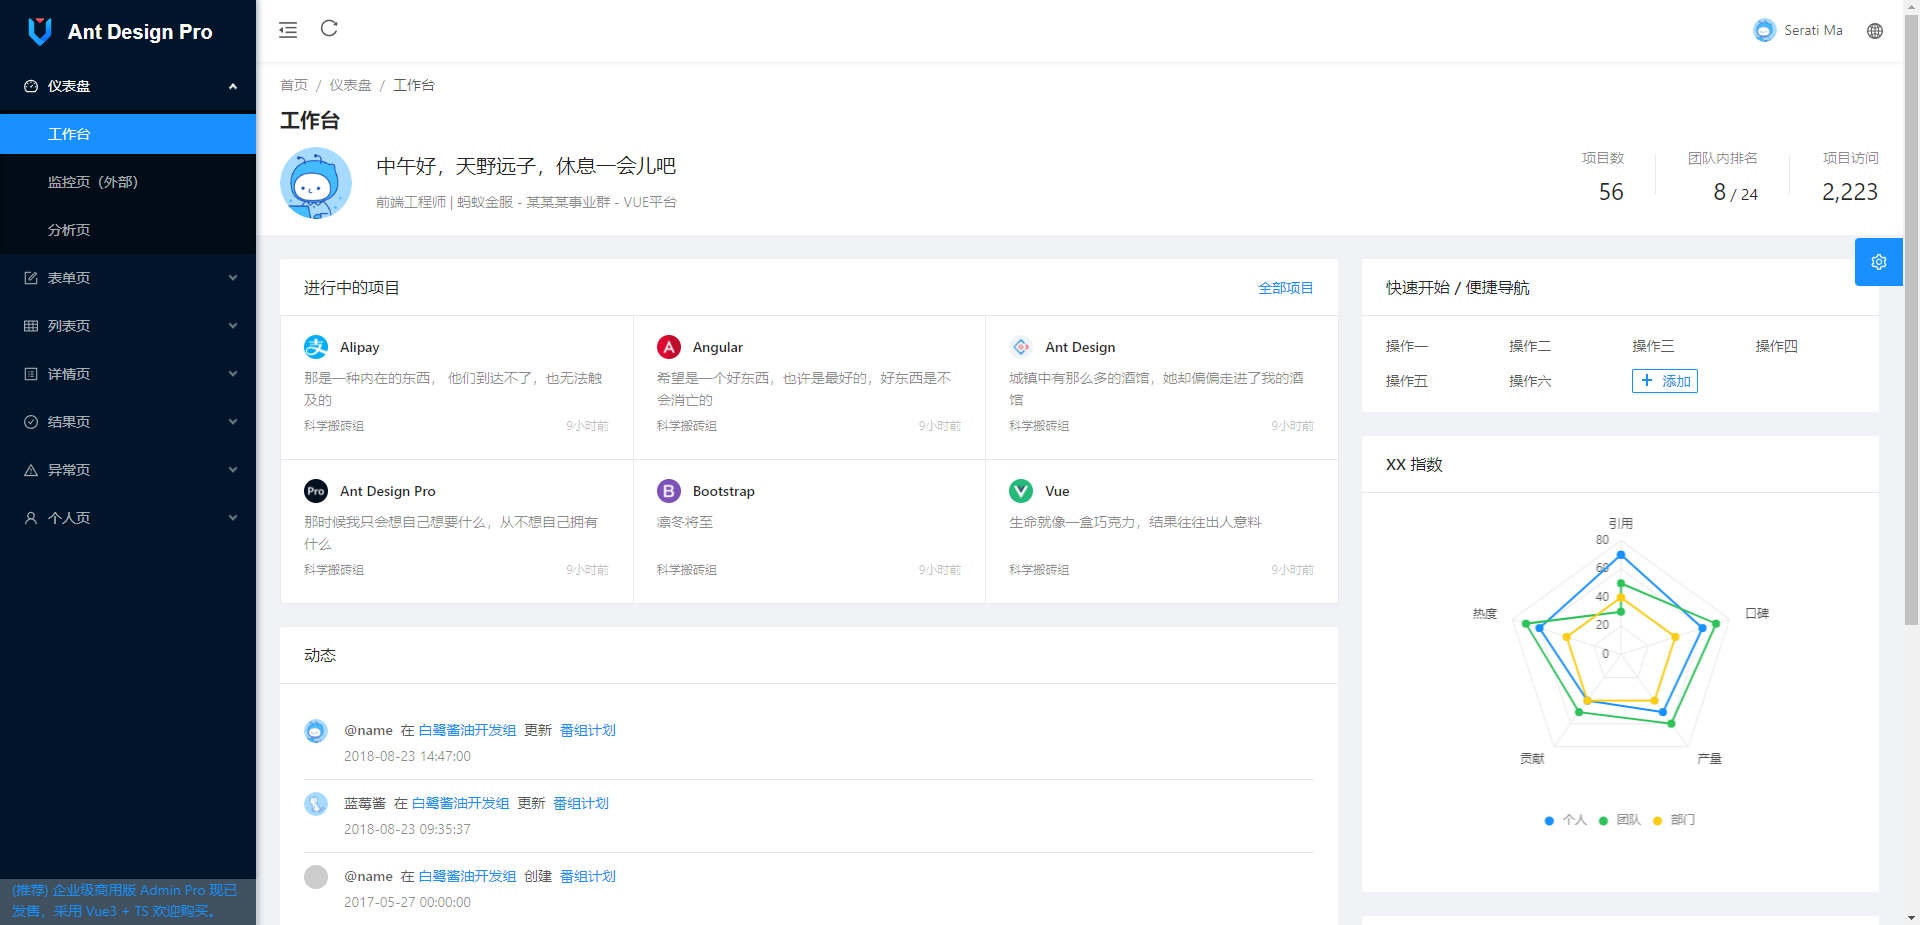 Ant Design Pro
仪表盘
工作台
监控页（外部）
分析页
表单页
列表页
详情页
结果页
异常页
个人页
(推荐) 企业级商用版 Admin Pro 现已
发售，采用 Vue3 + TS 欢迎购买。
Serati Ma
首页 / 仪表盘 / 工作台
工作台
中午好，天野远子，休息一会儿吧
前端工程师 | 蚂蚁金服 - 某某某事业群 - VUE平台
项目数
56
团队内排名
8 / 24
项目访问
2,223
进行中的项目
全部项目
Alipay
那是一种内在的东西， 他们到达不了，也无法触
及的
科学搬砖组
9小时前
Angular
希望是一个好东西，也许是最好的，好东西是不
会消亡的
科学搬砖组
9小时前
Ant Design
城镇中有那么多的酒馆，她却偏偏走进了我的酒
馆
科学搬砖组
9小时前
Pro
Ant Design Pro
那时候我只会想自己想要什么，从不想自己拥有
什么
科学搬砖组
9小时前
B
Bootstrap
凛冬将至
科学搬砖组
9小时前
Vue
生命就像一盒巧克力，结果往往出人意料
科学搬砖组
9小时前
动态
@name 在 白鹭酱油开发组 更新 番组计划
2018-08-23 14:47:00
蓝莓酱 在 白鹭酱油开发组 更新 番组计划
2018-08-23 09:35:37
@name 在 白鹭酱油开发组 创建 番组计划
2017-05-27 00:00:00
快速开始 / 便捷导航
操作一 操作二 操作三 操作四
操作五 操作六 + 添加
XX 指数
引用
80
60
40
20
0
热度
口碑
贡献
产量
个人 团队 部门